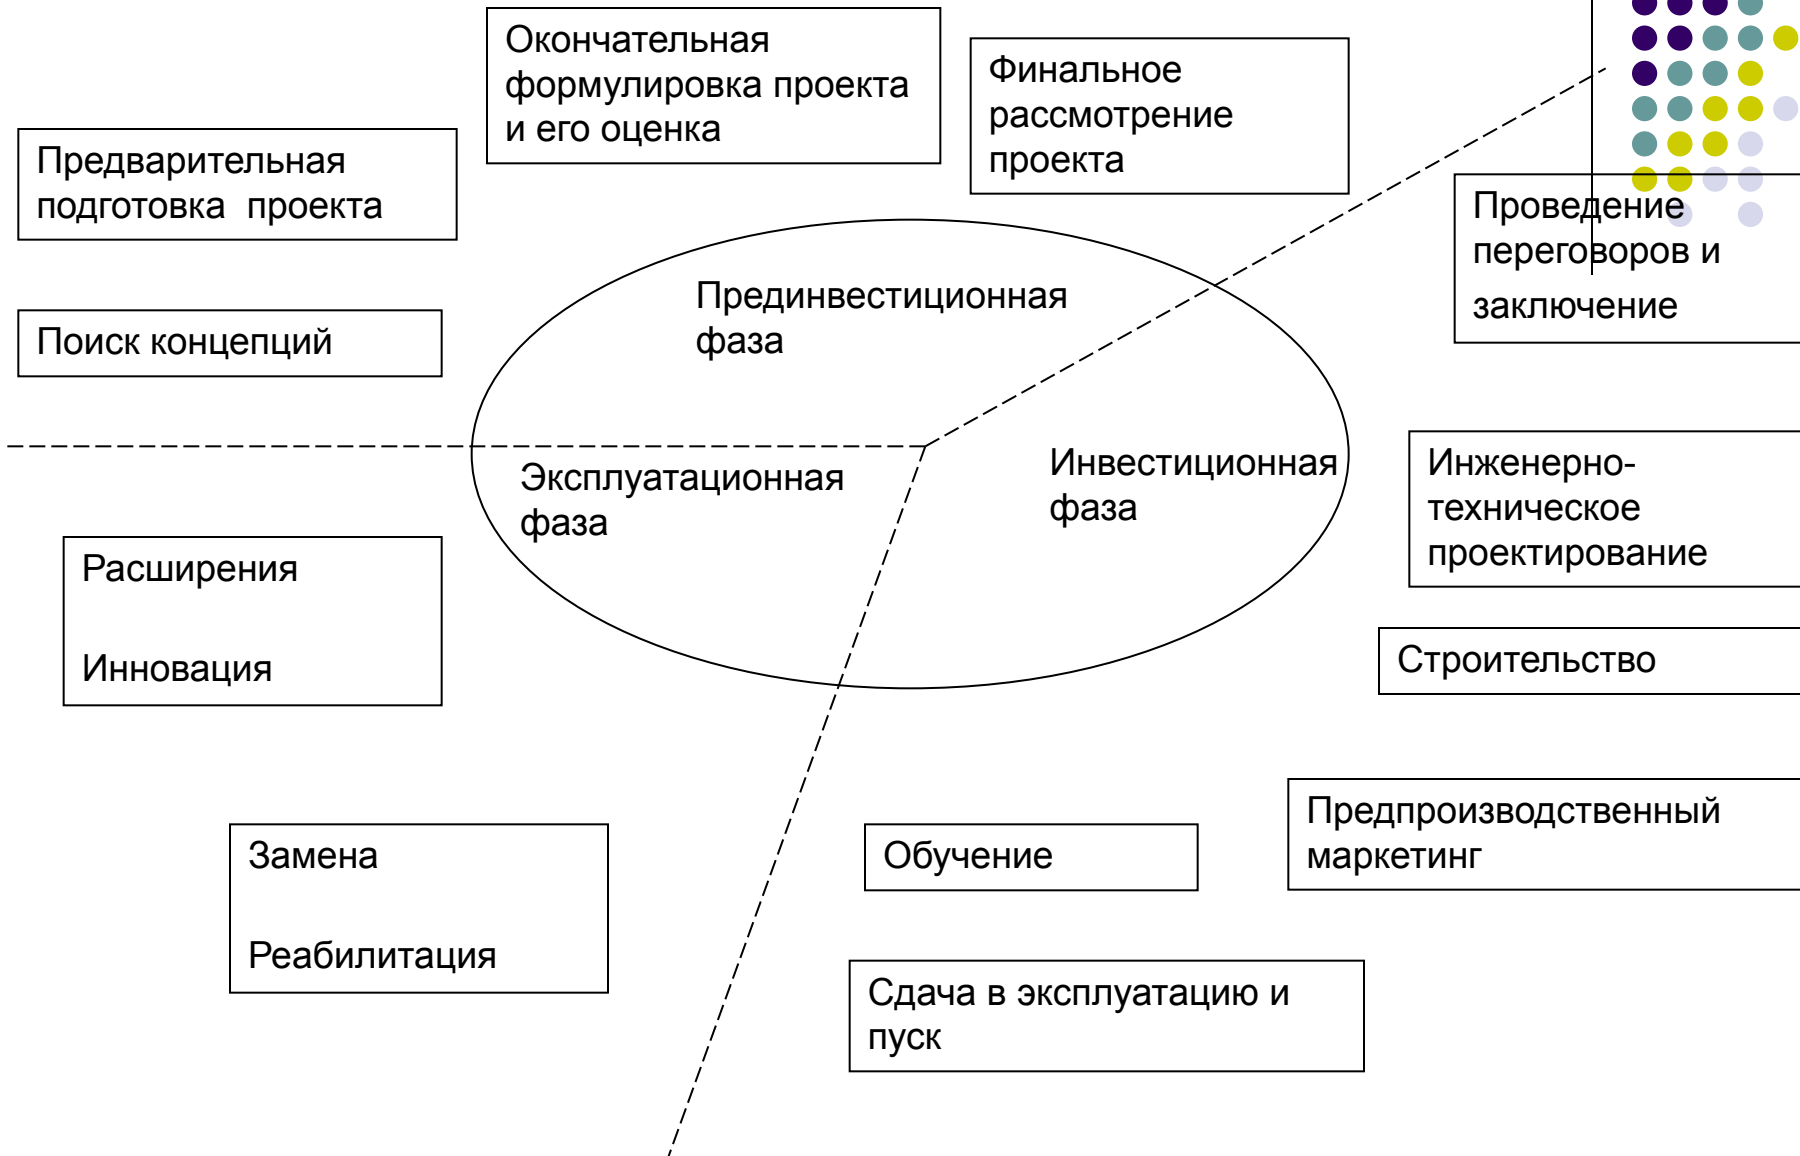 Окончательная
формулировка проекта
и его оценка
Финальное
рассмотрение
проекта
Предварительная
подготовка проекта
Проведение
переговоров и
заключение
Поиск концепций
Прединвестиционная
фаза
Эксплуатационная
фаза
Инвестиционная
фаза
Инженерно-
техническое
проектирование
Расширения
Инновация
Строительство
Предпроизводственный
маркетинг
Замена
Реабилитация
Обучение
Сдача в эксплуатацию и
пуск